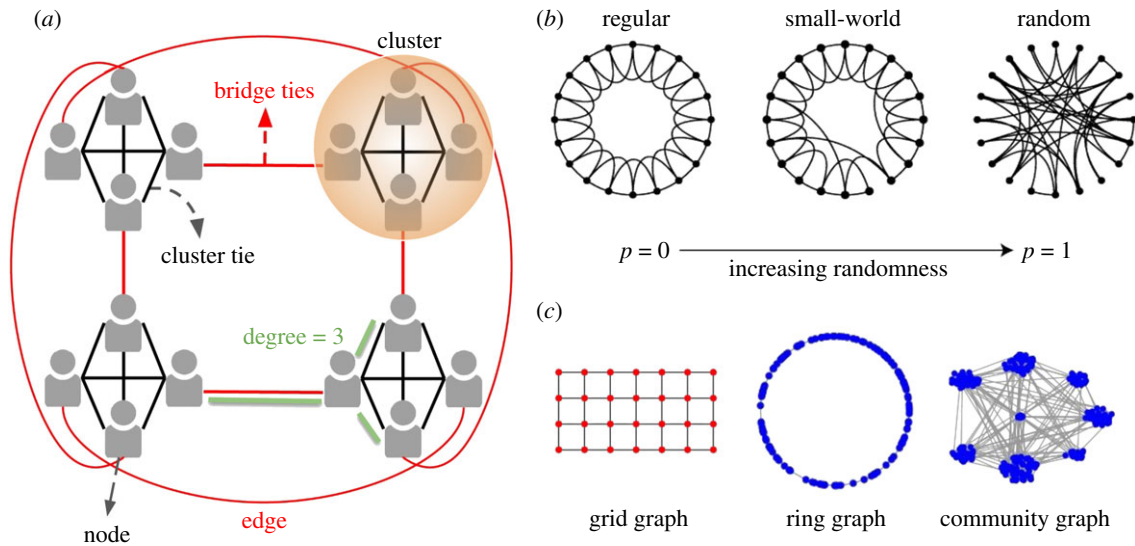 (a)
cluster
bridge ties
cluster tie
degree = 3
node
edge
(b)
regular
small-world
random
p = 0
p = 1
increasing randomness
(c)
grid graph
ring graph
community graph